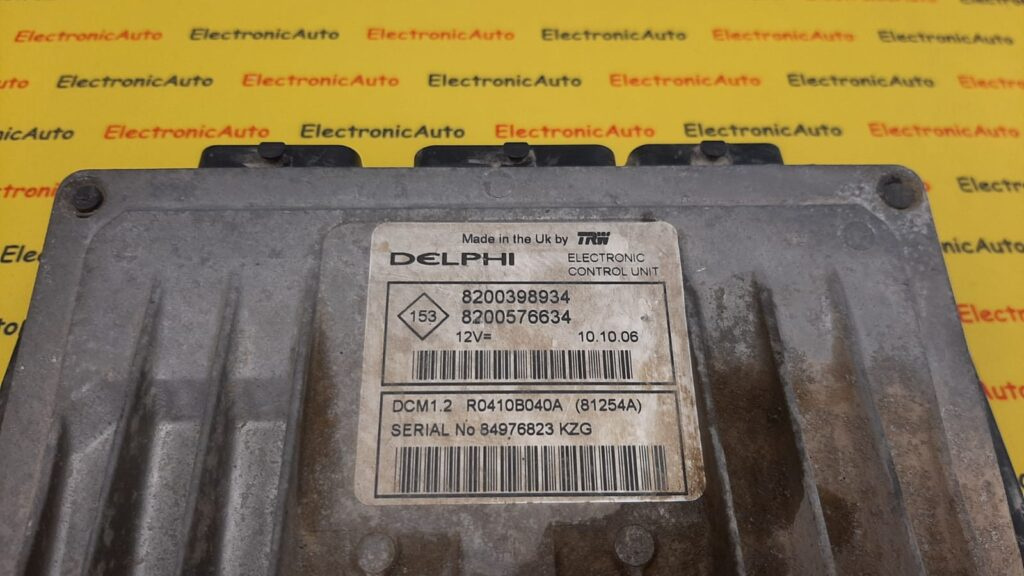 ElectronicAuto ElectronicAuto ElectronicAuto ElectronicAuto ElectronicAuto
ElectronicAuto ElectronicAuto ElectronicAuto ElectronicAuto ElectronicAuto
ElectronicAuto ElectronicAuto ElectronicAuto ElectronicAuto ElectronicAuto
Made in the Uk by TRW
DELPHI
ELECTRONIC
CONTROL UNIT
153
8200398934
8200576634
12V= 10.10.06
DCM1.2 R0410B040A (81254A)
SERIAL No 84976823 KZG